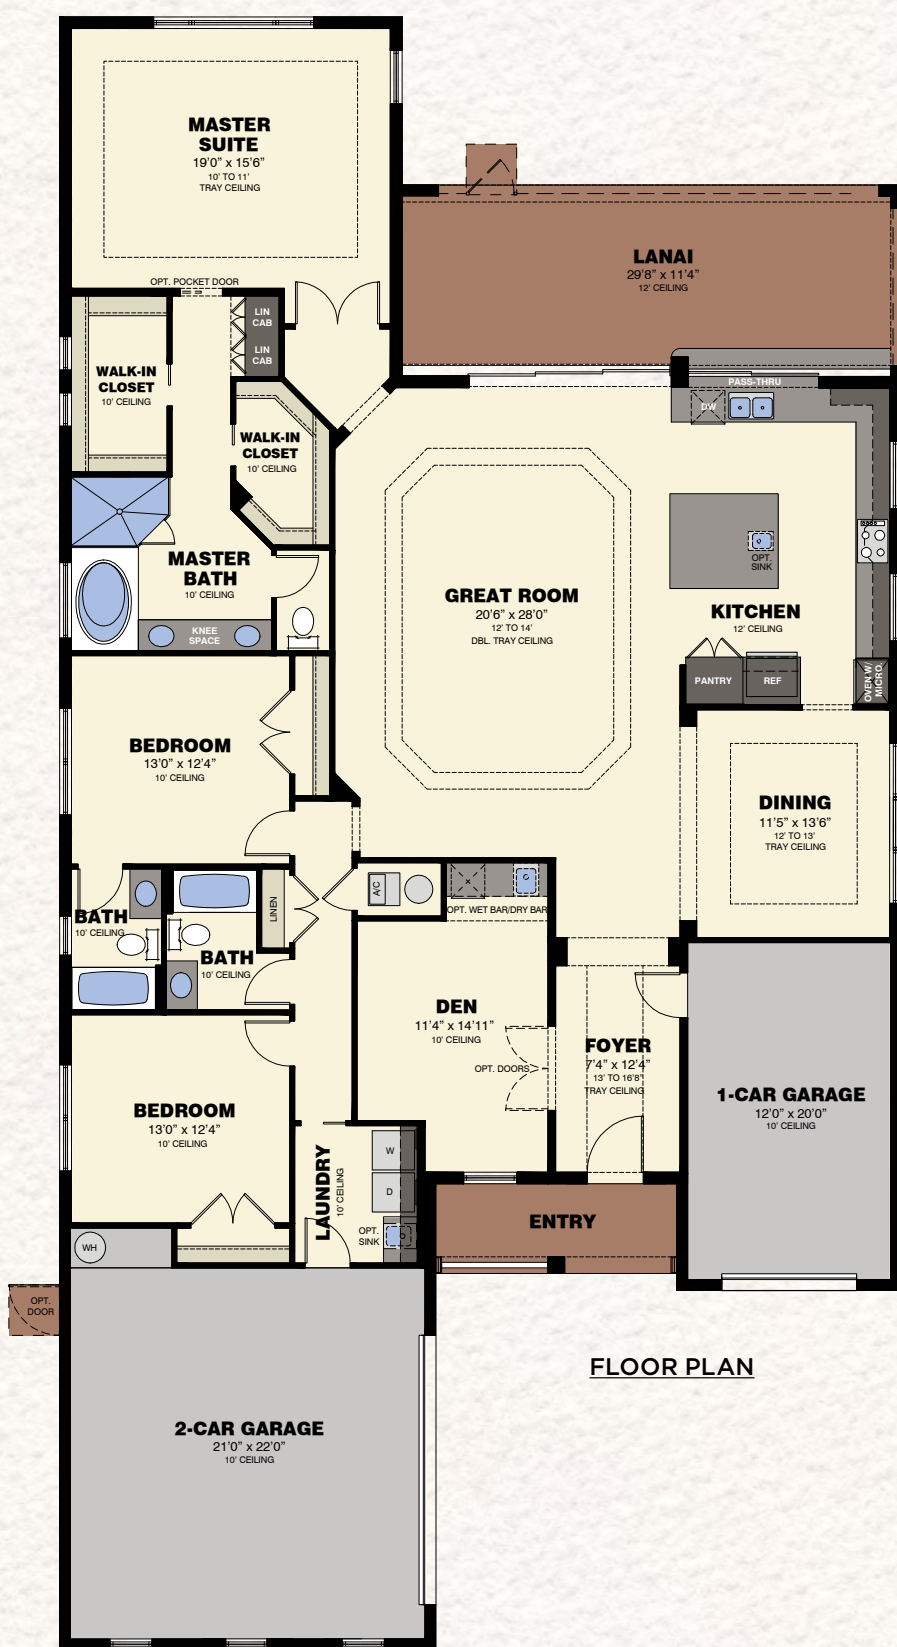 MASTER
SUITE
19'0" x 15'6"
10' TO 11'
TRAY CEILING
LANAI
29'8" x 11'4"
12' CEILING
OPT. POCKET DOOR
LIN
CAB
LIN
CAB
WALK-IN
CLOSET
10' CEILING
PASS-THRU
DW
WALK-IN
CLOSET
10' CEILING
MASTER
BATH
10' CEILING
KNEE
SPACE
GREAT ROOM
20'6" x 28'0"
12' TO 14'
DBL. TRAY CEILING
OPT.
SINK
KITCHEN
12' CEILING
PANTRY
REF
OVEN W/
MICRO.
BEDROOM
13'0" x 12'4"
10' CEILING
DINING
11'5" x 13'6"
12' TO 13'
TRAY CEILING
A/C
LINEN
OPT. WET BAR/DRY BAR
BATH
10' CEILING
BATH
10' CEILING
DEN
11'4" x 14'11"
10' CEILING
OPT. DOORS
FOYER
7'4" x 12'4"
13' TO 16'8"
TRAY CEILING
1-CAR GARAGE
12'0" x 20'0"
10' CEILING
BEDROOM
13'0" x 12'4"
10' CEILING
LAUNDRY
10' CEILING
W
D
OPT.
SINK
ENTRY
WH
OPT.
DOOR
FLOOR PLAN
2-CAR GARAGE
21'0" x 22'0"
10' CEILING